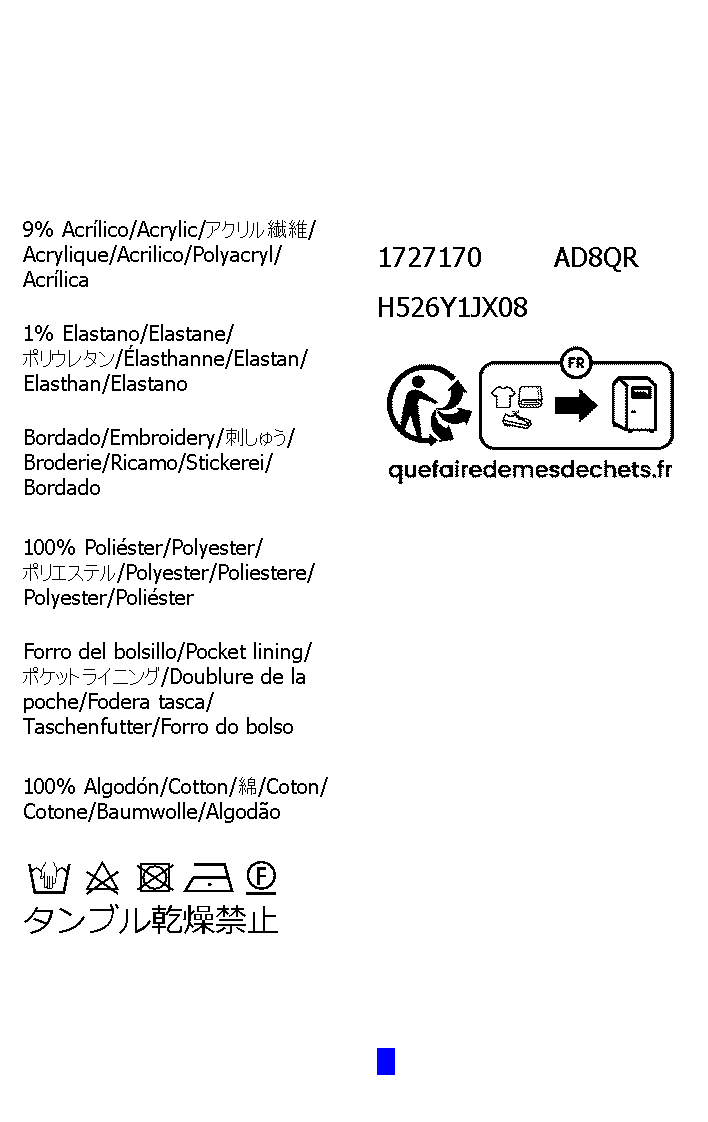 9% Acrílico/Acrylic/アクリル繊維/
Acrylique/Acrilico/Polyacryl/
Acrílica
1% Elastano/Elastane/
ポリウレタン/Élasthanne/Elastan/
Elasthan/Elastano
Bordado/Embroidery/刺しゅう/
Broderie/Ricamo/Stickerei/
Bordado
100% Poliéster/Polyester/
ポリエステル/Polyester/Poliestere/
Polyester/Poliéster
Forro del bolsillo/Pocket lining/
ポケットライニング/Doublure de la
poche/Fodera tasca/
Taschenfutter/Forro do bolso
100% Algodón/Cotton/綿/Coton/
Cotone/Baumwolle/Algodão
F
タンブル乾燥禁止
1727170 AD8QR
H526Y1JX08
FR
quefairedemesdechets.fr